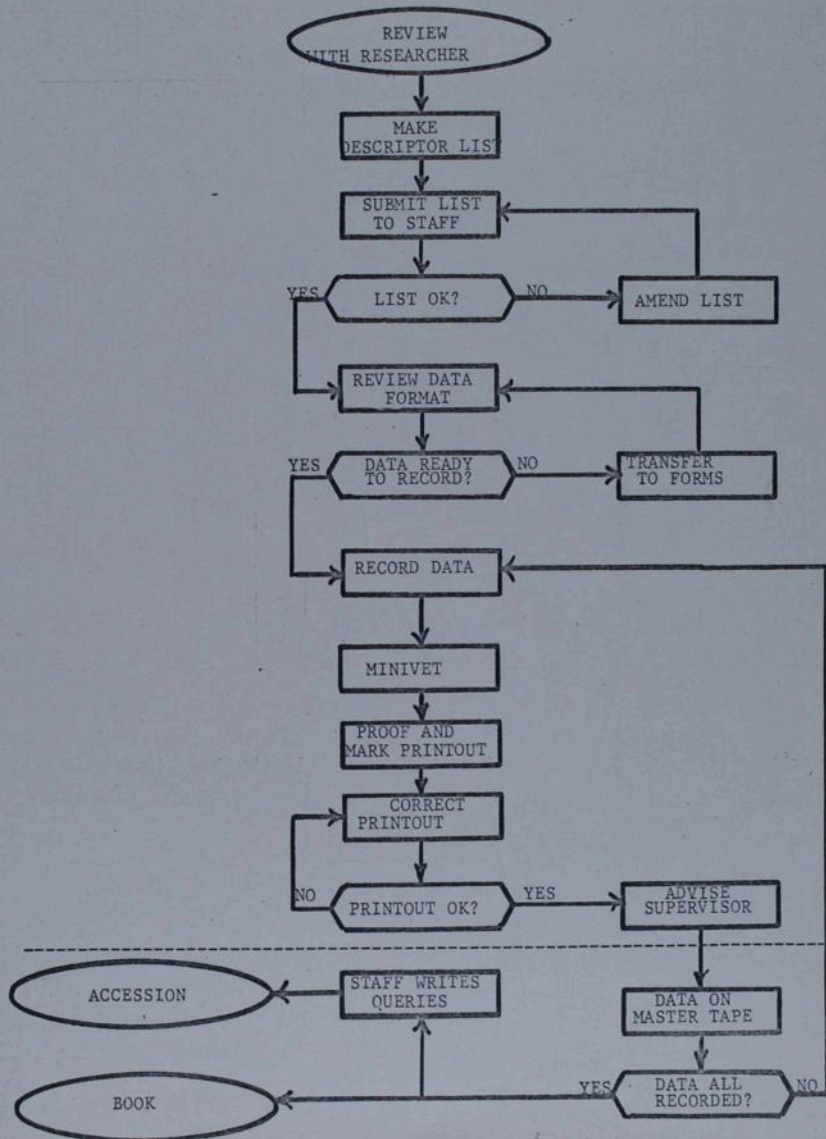 REVIEW
WITH RESEARCHER
MAKE
DESCRIPTOR LIST
SUBMIT LIST
TO STAFF
YES
LIST OK?
NO
AMEND LIST
REVIEW DATA
FORMAT
YES
DATA READY
TO RECORD?
NO
TRANSFER
TO FORMS
RECORD DATA
MINIVET
PROOF AND
MARK PRINTOUT
CORRECT
PRINTOUT
NO
PRINTOUT OK?
YES
ADVISE
SUPERVISOR
ACCESSION
STAFF WRITES
QUERIES
DATA ON
MASTER TAPE
BOOK
YES
DATA ALL
RECORDED?
NO